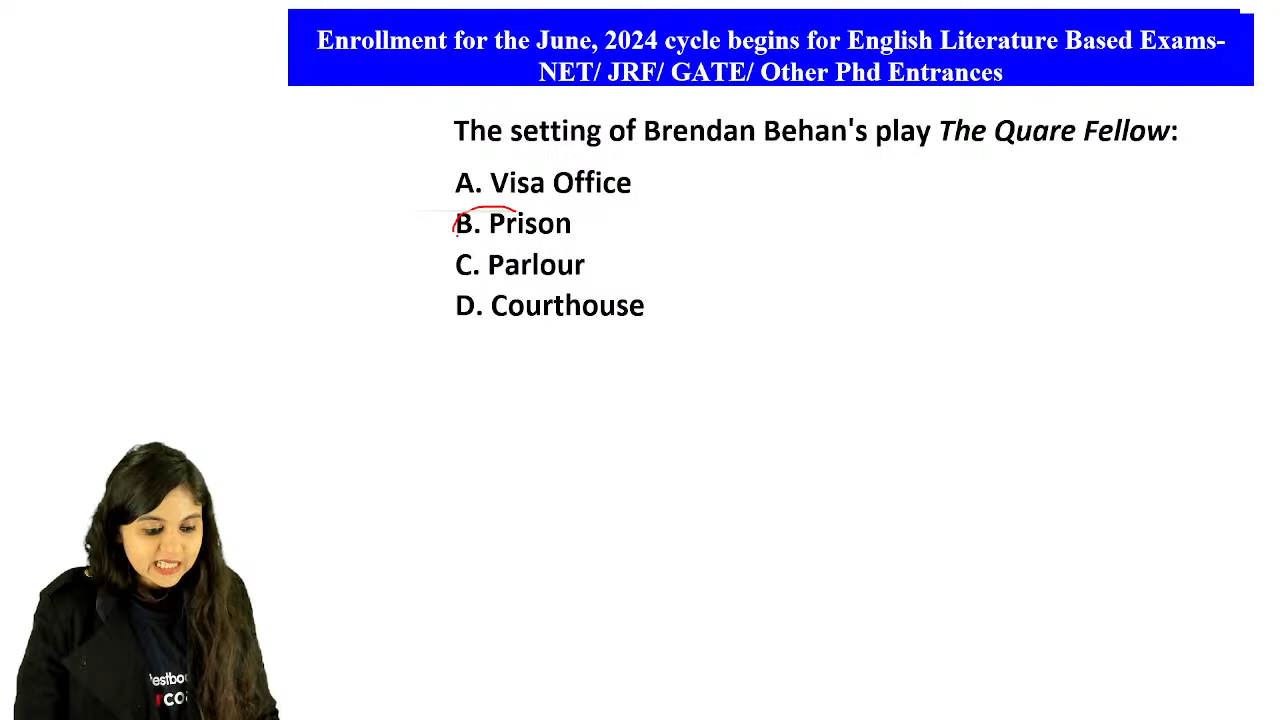 Enrollment for the June, 2024 cycle begins for English Literature Based Exams-
NET/ JRF/ GATE/ Other Phd Entrances
The setting of Brendan Behan's play The Quare Fellow:
A. Visa Office
B. Prison
C. Parlour
D. Courthouse